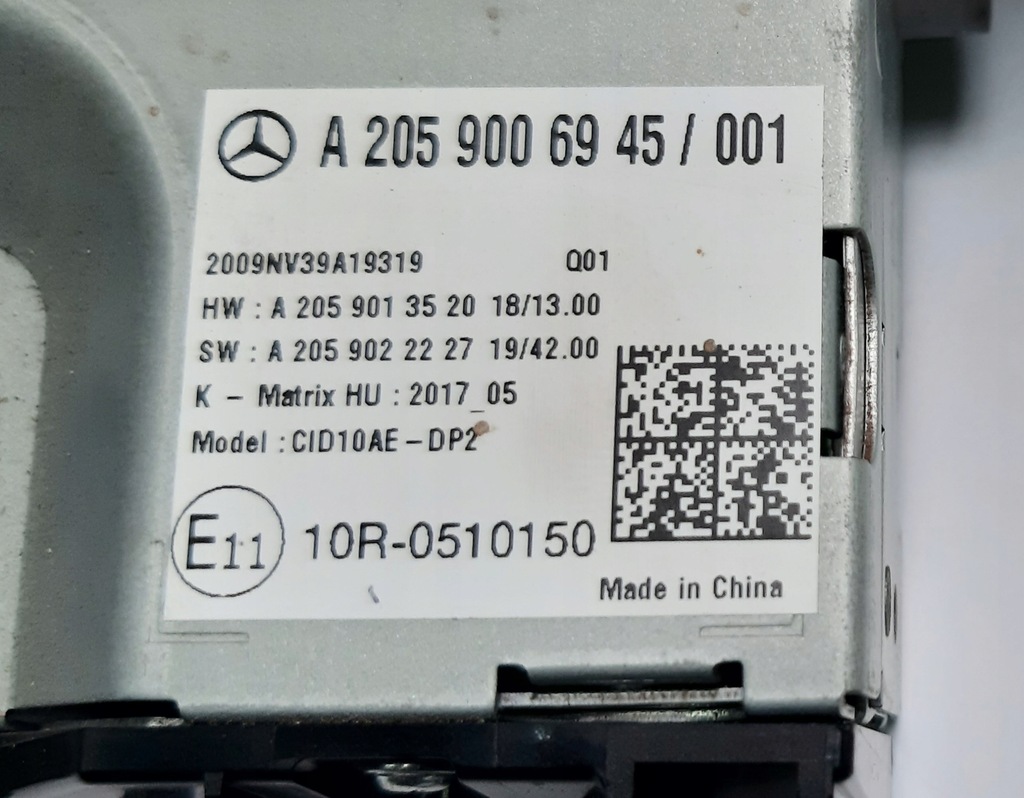 A 205 900 69 45 / 001
2009NV39A19319 Q01
HW : A 205 901 35 20 18/13.00
SW : A 205 902 22 27 19/42.00
K - Matrix HU : 2017_05
Model : CID10AE-DP2
E11 10R-0510150
Made in China